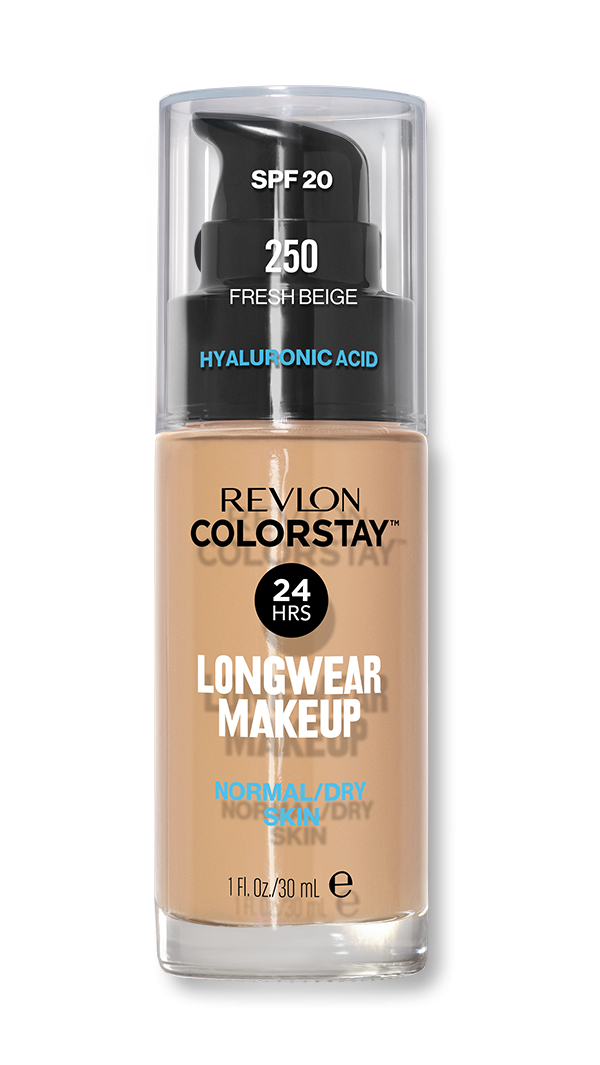 SPF 20
250
FRESH BEIGE
HYALURONIC ACID
REVLON
COLORSTAY™
24
HRS
LONGWEAR
MAKEUP
NORMAL/DRY
SKIN
1 Fl. Oz./30 mL ℮